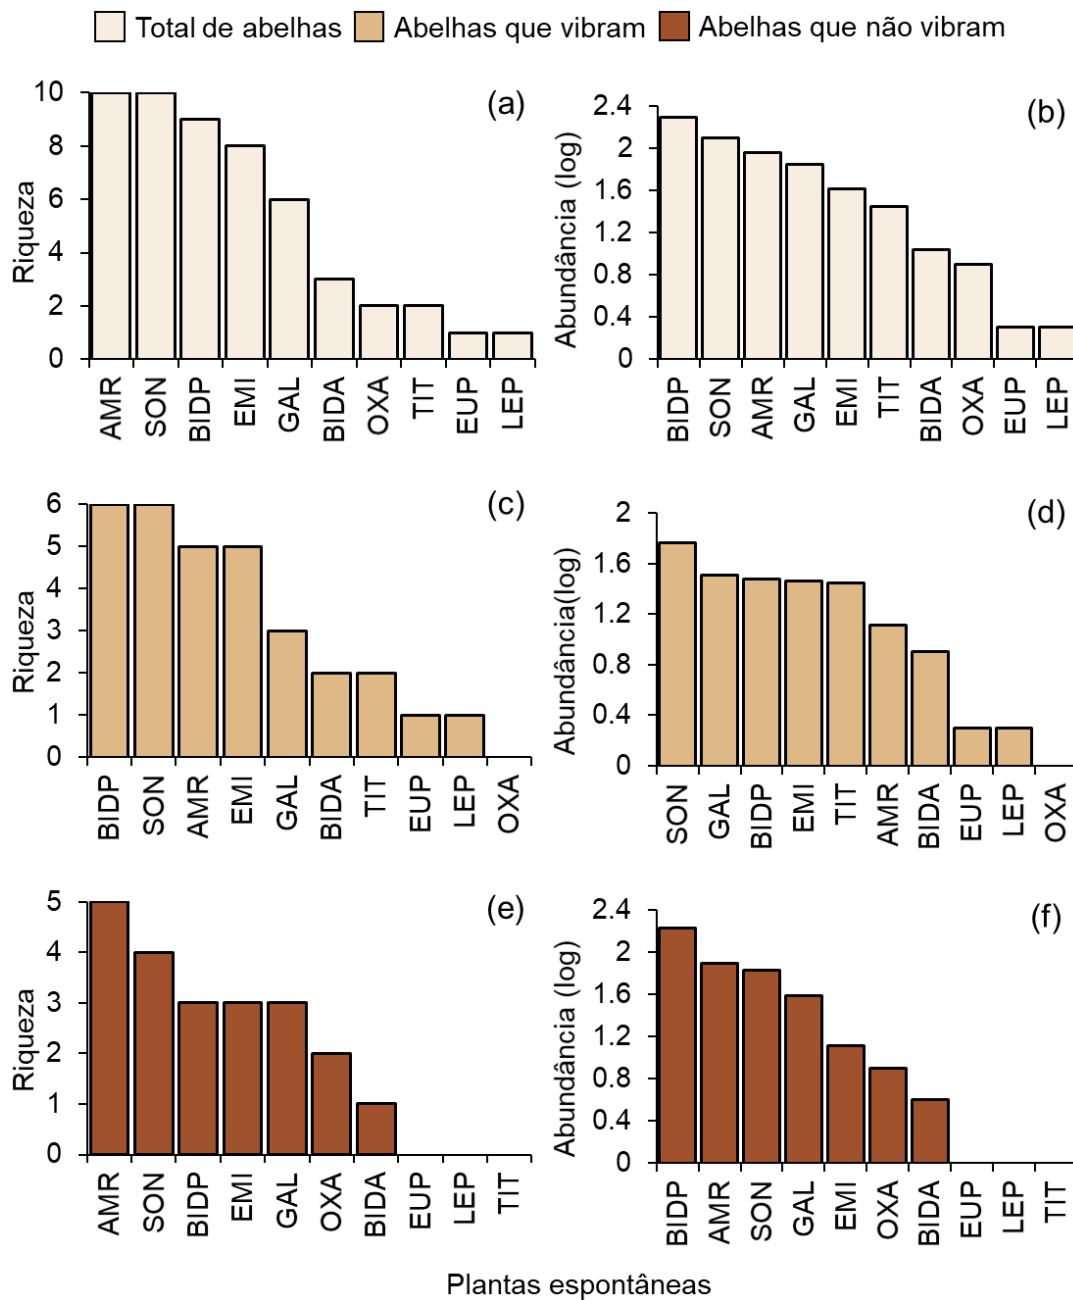 Total de abelhas Abelhas que vibram Abelhas que não vibram
(a)
Riqueza
10
8
6
4
2
0
AMR SON BIDP EMI GAL BIDA OXA TIT EUP LEP
(b)
Abundância (log)
2.4
2
1.6
1.2
0.8
0.4
0
BIDP SON AMR GAL EMI TIT BIDA OXA EUP LEP
(c)
Riqueza
6
5
4
3
2
1
0
BIDP SON AMR EMI GAL BIDA TIT EUP LEP OXA
(d)
Abundância(log)
2
1.6
1.2
0.8
0.4
0
SON GAL BIDP EMI TIT AMR BIDA EUP LEP OXA
(e)
Riqueza
5
4
3
2
1
0
AMR SON BIDP EMI GAL OXA BIDA EUP LEP TIT
(f)
Abundância (log)
2.4
2
1.6
1.2
0.8
0.4
0
BIDP AMR SON GAL EMI OXA BIDA EUP LEP TIT
Plantas espontâneas